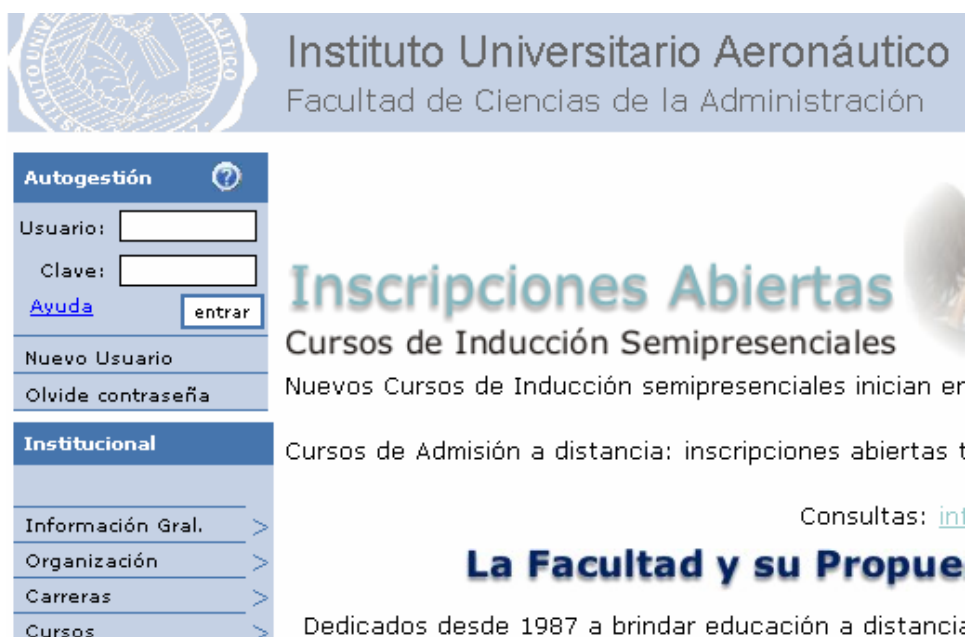 Instituto Universitario Aeronáutico
Facultad de Ciencias de la Administración
Autogestión
Usuario:
Clave:
Ayuda
entrar
Nuevo Usuario
Olvide contraseña
Institucional
Información Gral. >
Organización >
Carreras >
Cursos >
Inscripciones Abiertas
Cursos de Inducción Semipresenciales
Nuevos Cursos de Inducción semipresenciales inician
Cursos de Admisión a distancia: inscripciones abiertas
Consultas:
La Facultad y su
Dedicados desde 1987 a brindar educación a distancia